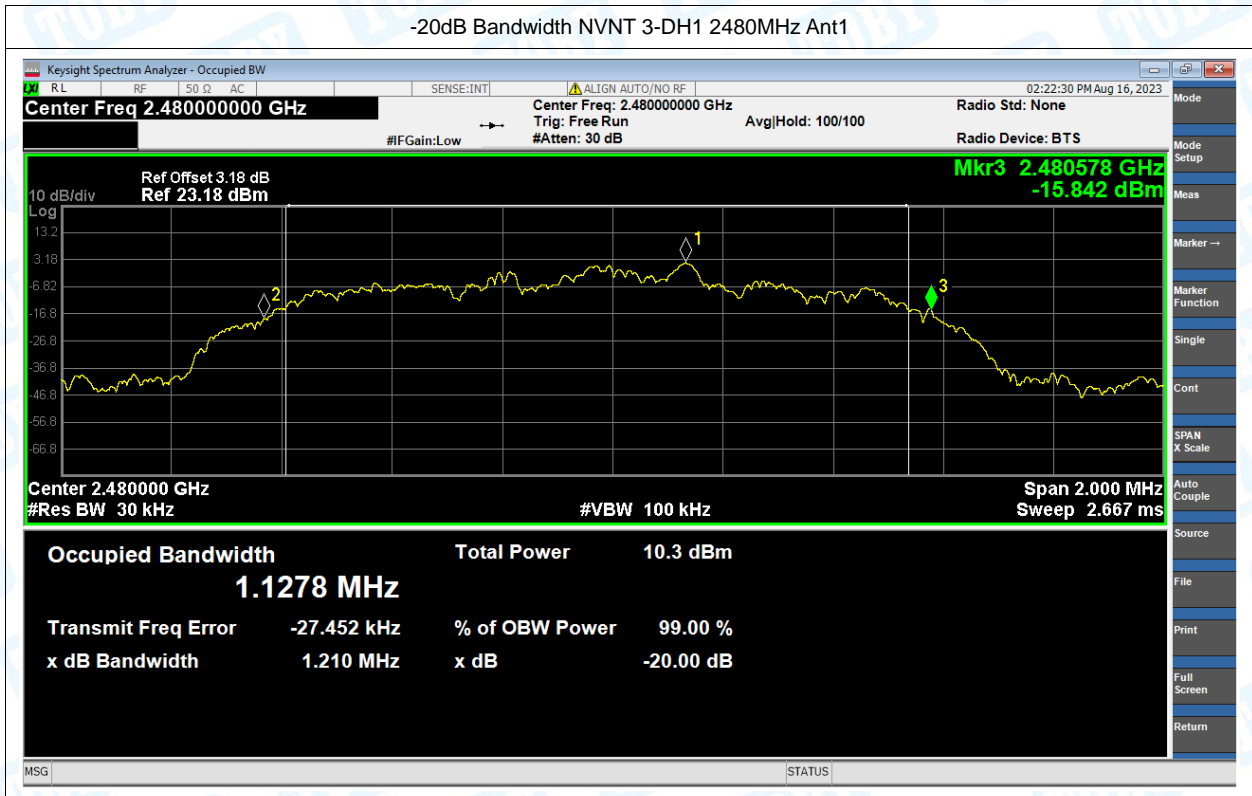 -20dB Bandwidth NVNT 3-DH1 2480MHz Ant1
Keysight Spectrum Analyzer - Occupied BW
LXI RL RF 50 Ω AC SENSE:INT ALIGN AUTO/NO RF 02:22:30 PM Aug 16, 2023
Center Freq 2.480000000 GHz
Center Freq: 2.480000000 GHz
Radio Std: None
Trig: Free Run
Avg|Hold: 100/100
#IFGain:Low
#Atten: 30 dB
Radio Device: BTS
Mkr3 2.480578 GHz
-15.842 dBm
Ref Offset 3.18 dB
10 dB/div Ref 23.18 dBm
Log
13.2
3.18
-6.82
-16.8
-26.8
-36.8
-46.8
-56.8
-66.8
1
2
3
Center 2.480000 GHz
Span 2.000 MHz
#Res BW 30 kHz
#VBW 100 kHz
Sweep 2.667 ms
Occupied Bandwidth
1.1278 MHz
Total Power 10.3 dBm
Transmit Freq Error -27.452 kHz
% of OBW Power 99.00 %
x dB Bandwidth 1.210 MHz
x dB -20.00 dB
MSG
STATUS
Mode
Mode
Setup
Meas
Marker →
Marker
Function
Single
Cont
SPAN
X Scale
Auto
Couple
Source
File
Print
Full
Screen
Return
TOBY